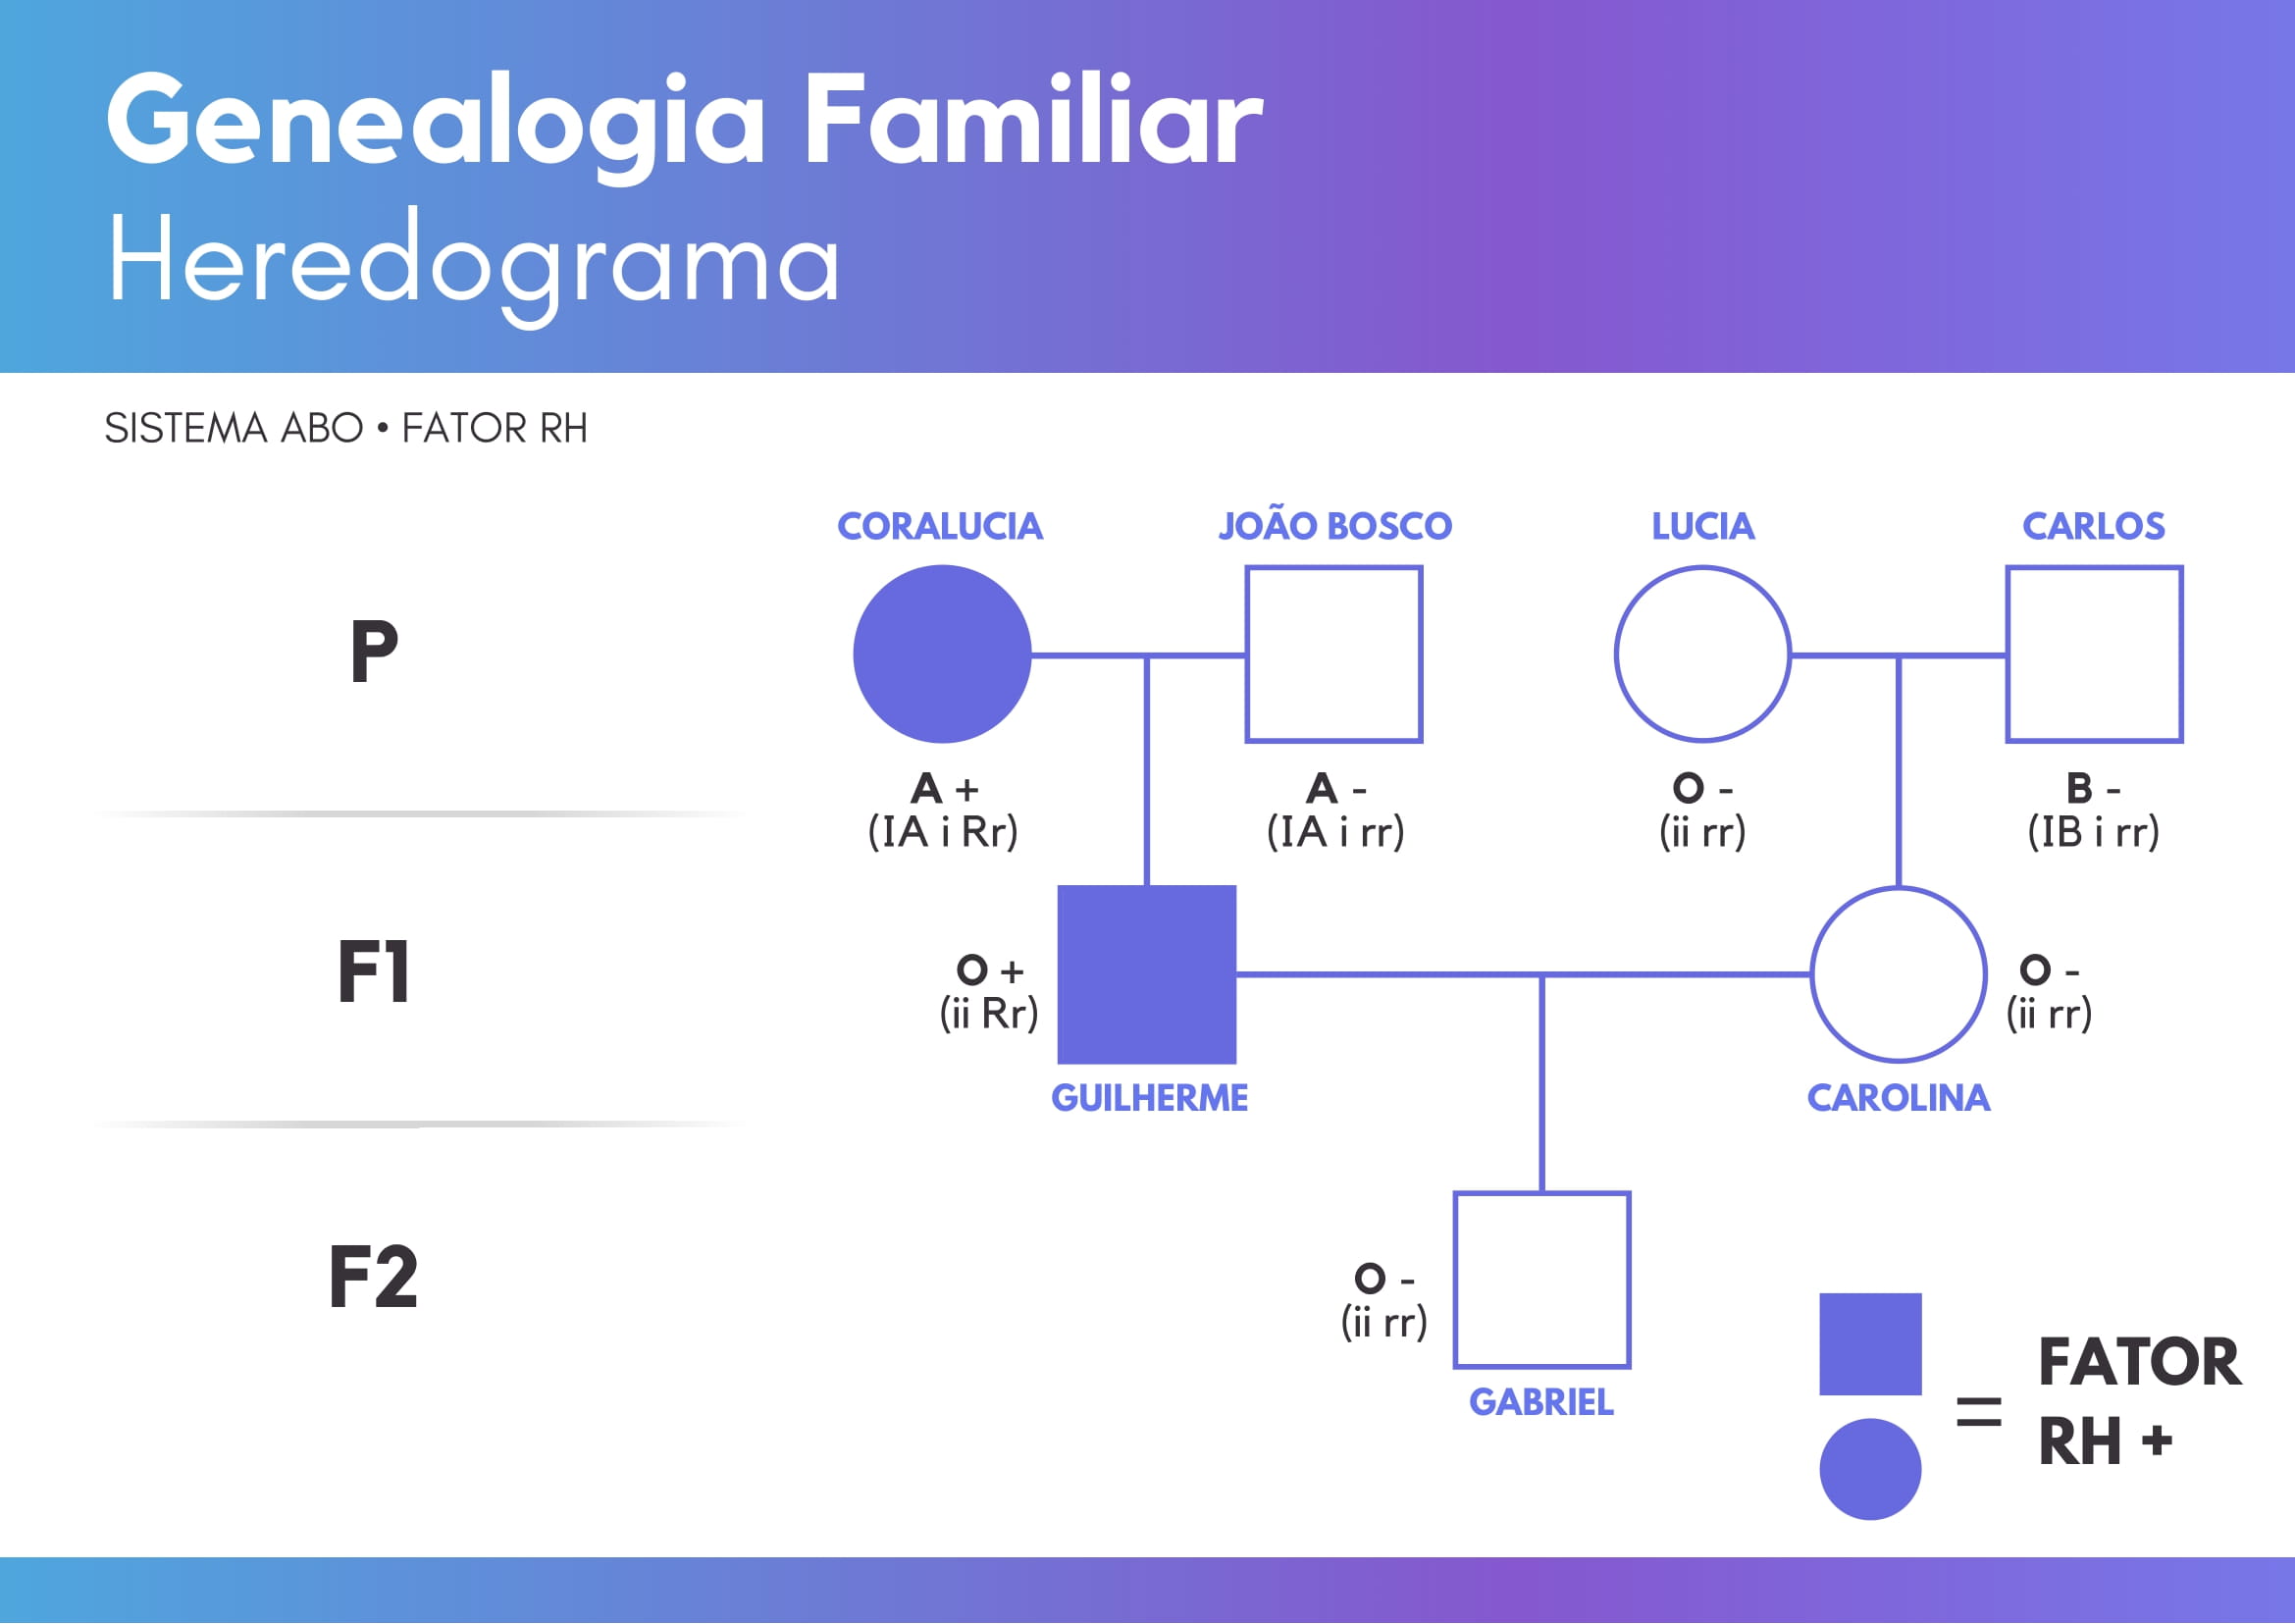 Genealogia Familiar
Heredograma
SISTEMA ABO • FATOR RH
CORALUCIA
JOÃO BOSCO
LUCIA
CARLOS
P
A +
(IA i Rr)
A -
(IA i rr)
O -
(ii rr)
B -
(IB i rr)
F1
O +
(ii Rr)
O -
(ii rr)
GUILHERME
CAROLINA
F2
O -
(ii rr)
GABRIEL
= FATOR
RH +